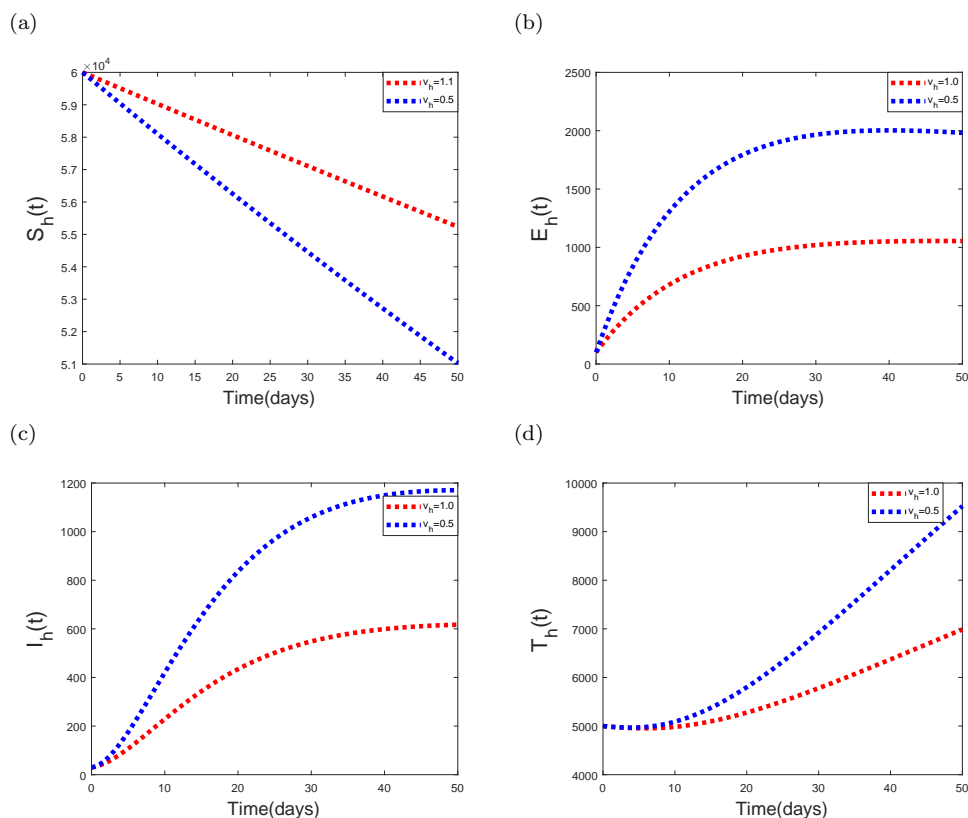 (a)
×10⁴
6
5.9
5.8
5.7
5.6
5.5
5.4
5.3
5.2
5.1
S_h(t)
0 5 10 15 20 25 30 35 40 45 50
Time(days)
v_h=1.1
v_h=0.5
(b)
2500
2000
1500
1000
500
0
E_h(t)
0 10 20 30 40 50
Time(days)
v_h=1.0
v_h=0.5
(c)
1200
1000
800
600
400
200
0
I_h(t)
0 10 20 30 40 50
Time(days)
v_h=1.0
v_h=0.5
(d)
10000
9000
8000
7000
6000
5000
4000
T_h(t)
0 10 20 30 40 50
Time(days)
v_h=1.0
v_h=0.5